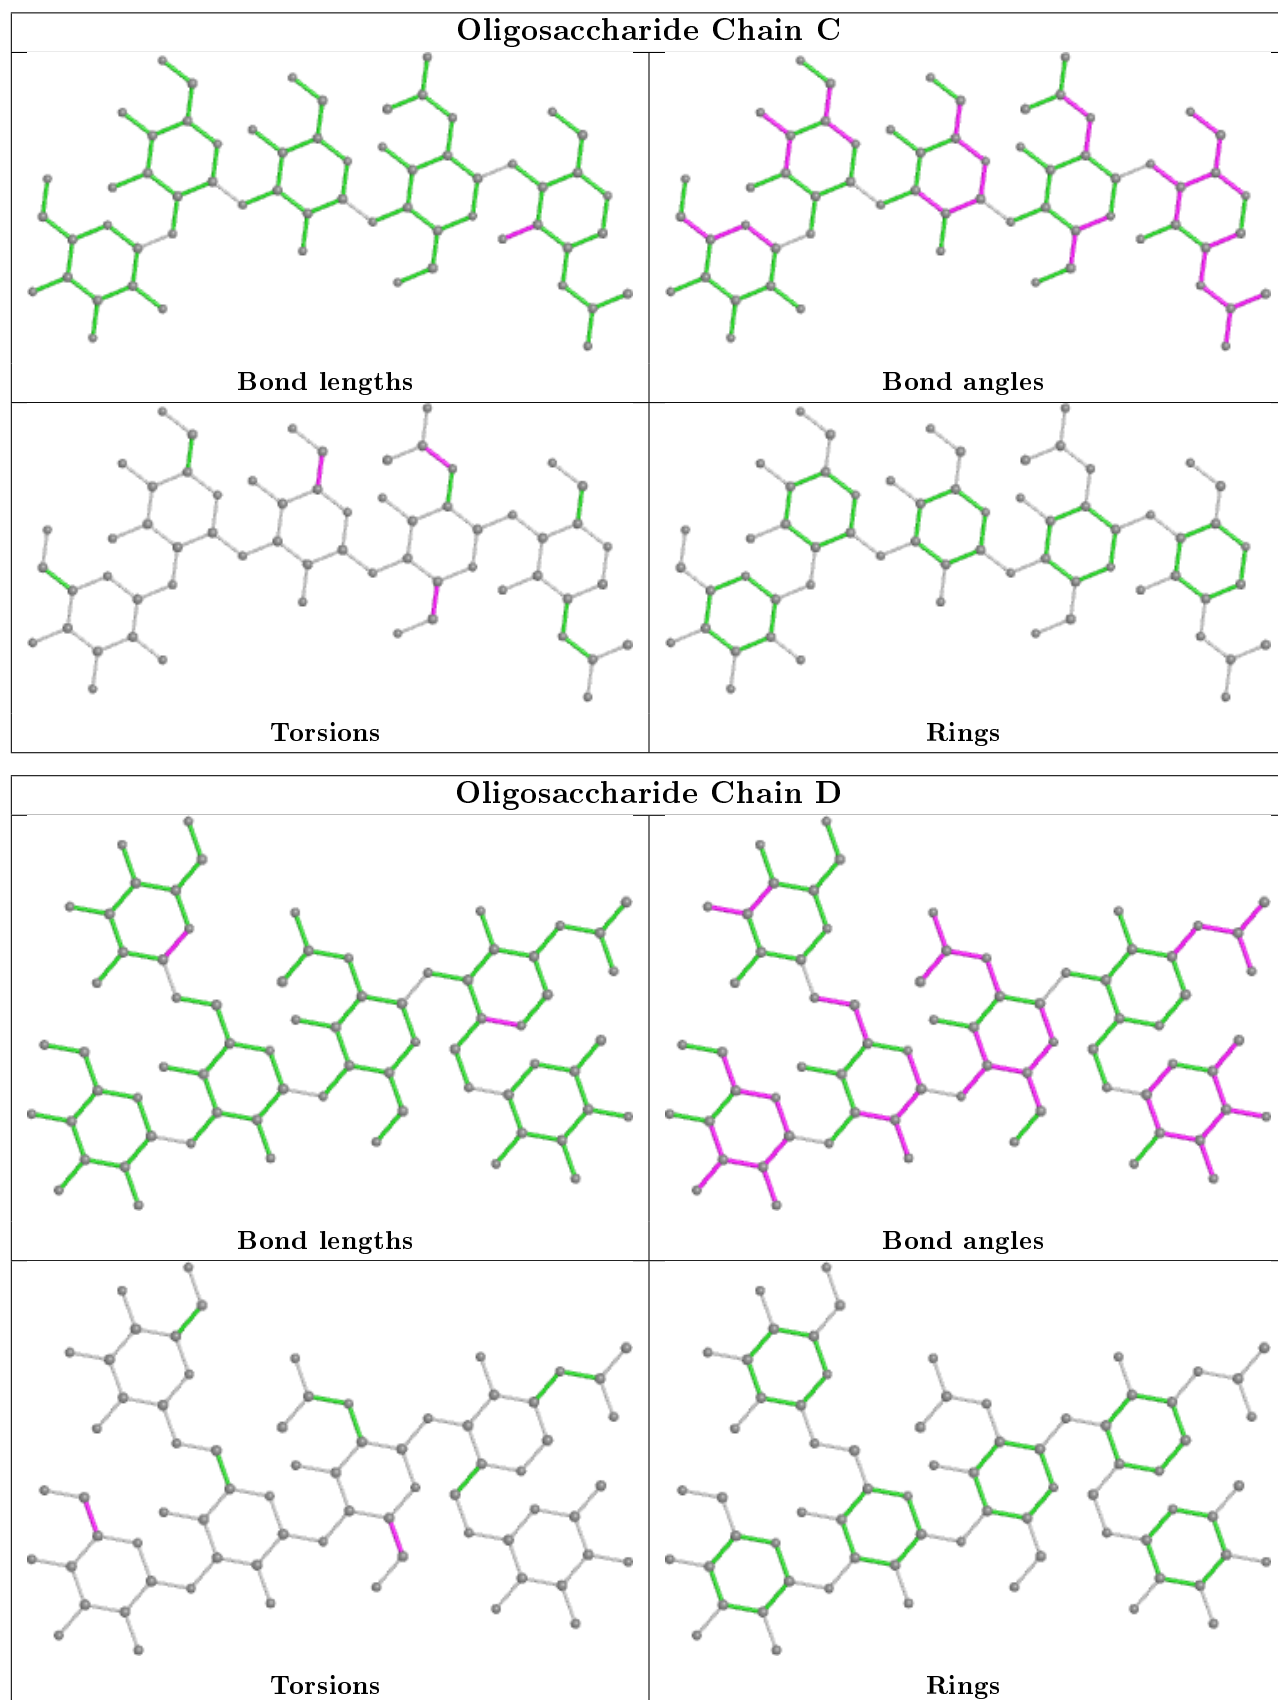 Oligosaccharide Chain C
Bond lengths
Bond angles
Torsions
Rings
Oligosaccharide Chain D
Bond lengths
Bond angles
Torsions
Rings